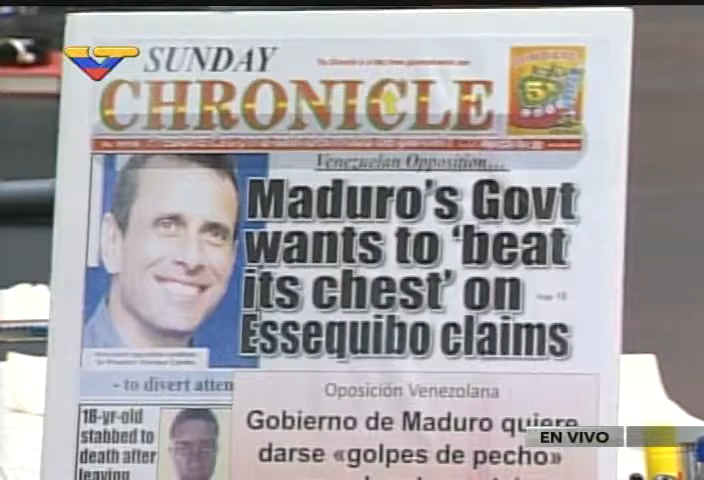 SUNDAY
CHRONICLE
Venezuelan Opposition...
Maducro's Govt
wants to 'beat
its chest' on
Essequibo claims
- to divert atten
18-yr-old
stabbed to
death after
leaving
Oposición Venezolana
Gobierno de Maduro quiere
darse «golpes de pecho»
EN VIVO